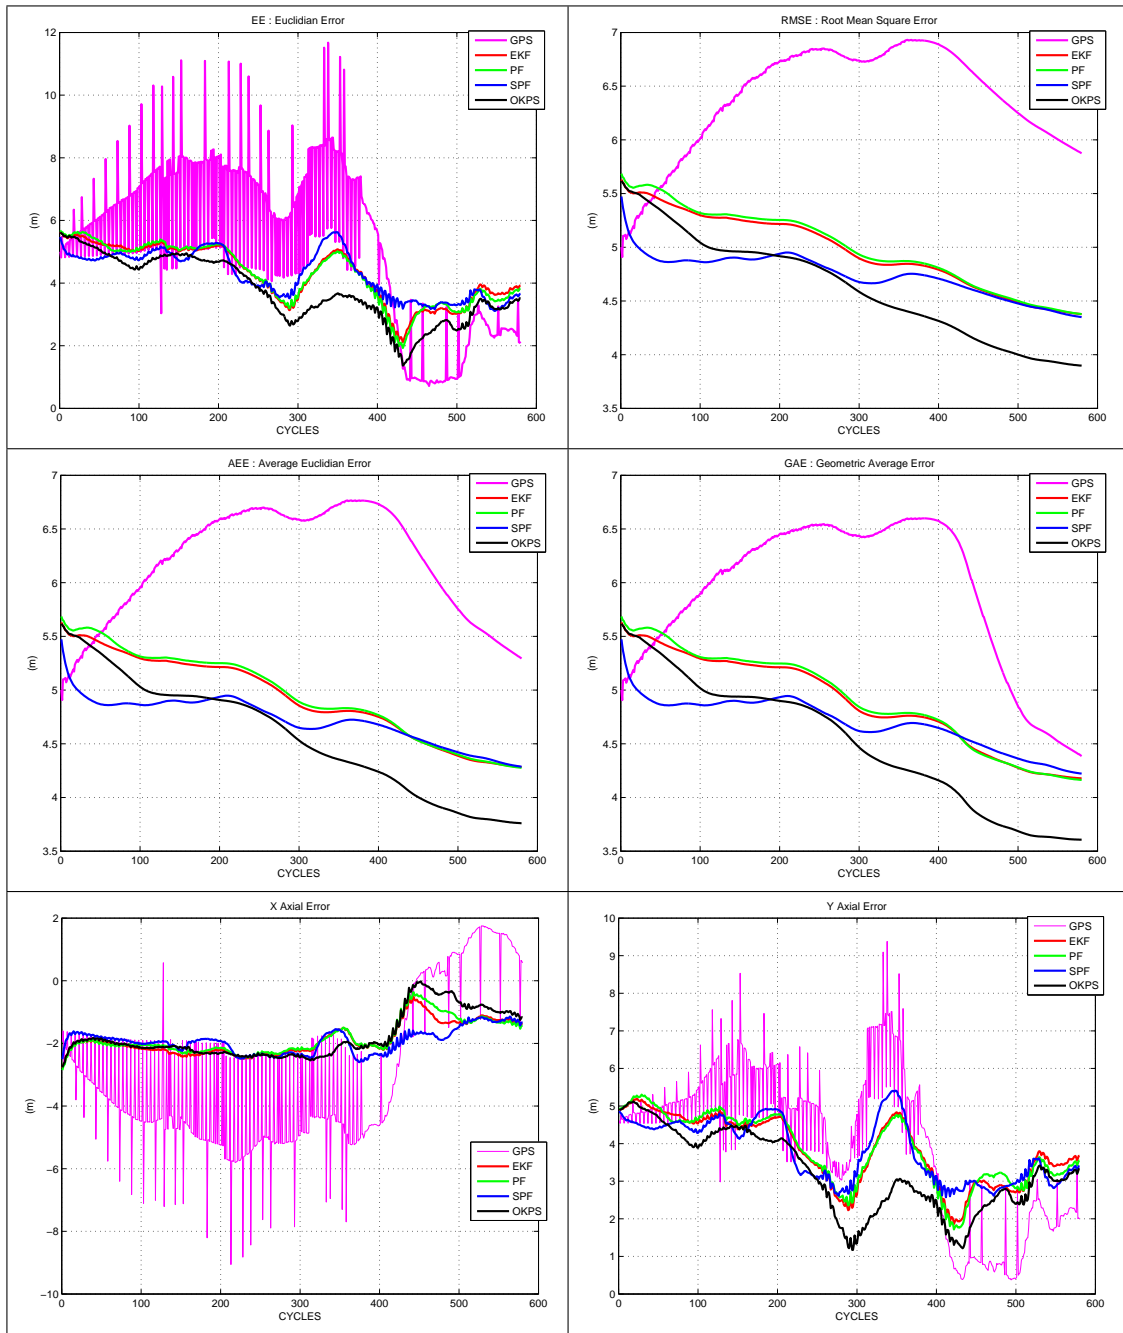 EE : Euclidian Error
12
10
8
6
4
2
0
0
100
200
300
400
500
600
CYCLES
(m)
GPS
EKF
PF
SPF
OKPS
RMSE : Root Mean Square Error
7
6.5
6
5.5
5
4.5
4
3.5
0
100
200
300
400
500
600
CYCLES
(m)
GPS
EKF
PF
SPF
OKPS
AEE : Average Euclidian Error
7
6.5
6
5.5
5
4.5
4
3.5
0
100
200
300
400
500
600
CYCLES
(m)
GPS
EKF
PF
SPF
OKPS
GAE : Geometric Average Error
7
6.5
6
5.5
5
4.5
4
3.5
0
100
200
300
400
500
600
CYCLES
(m)
GPS
EKF
PF
SPF
OKPS
X Axial Error
2
0
−2
−4
−6
−8
−10
0
100
200
300
400
500
600
CYCLES
(m)
GPS
EKF
PF
SPF
OKPS
Y Axial Error
10
9
8
7
6
5
4
3
2
1
0
0
100
200
300
400
500
600
CYCLES
(m)
GPS
EKF
PF
SPF
OKPS